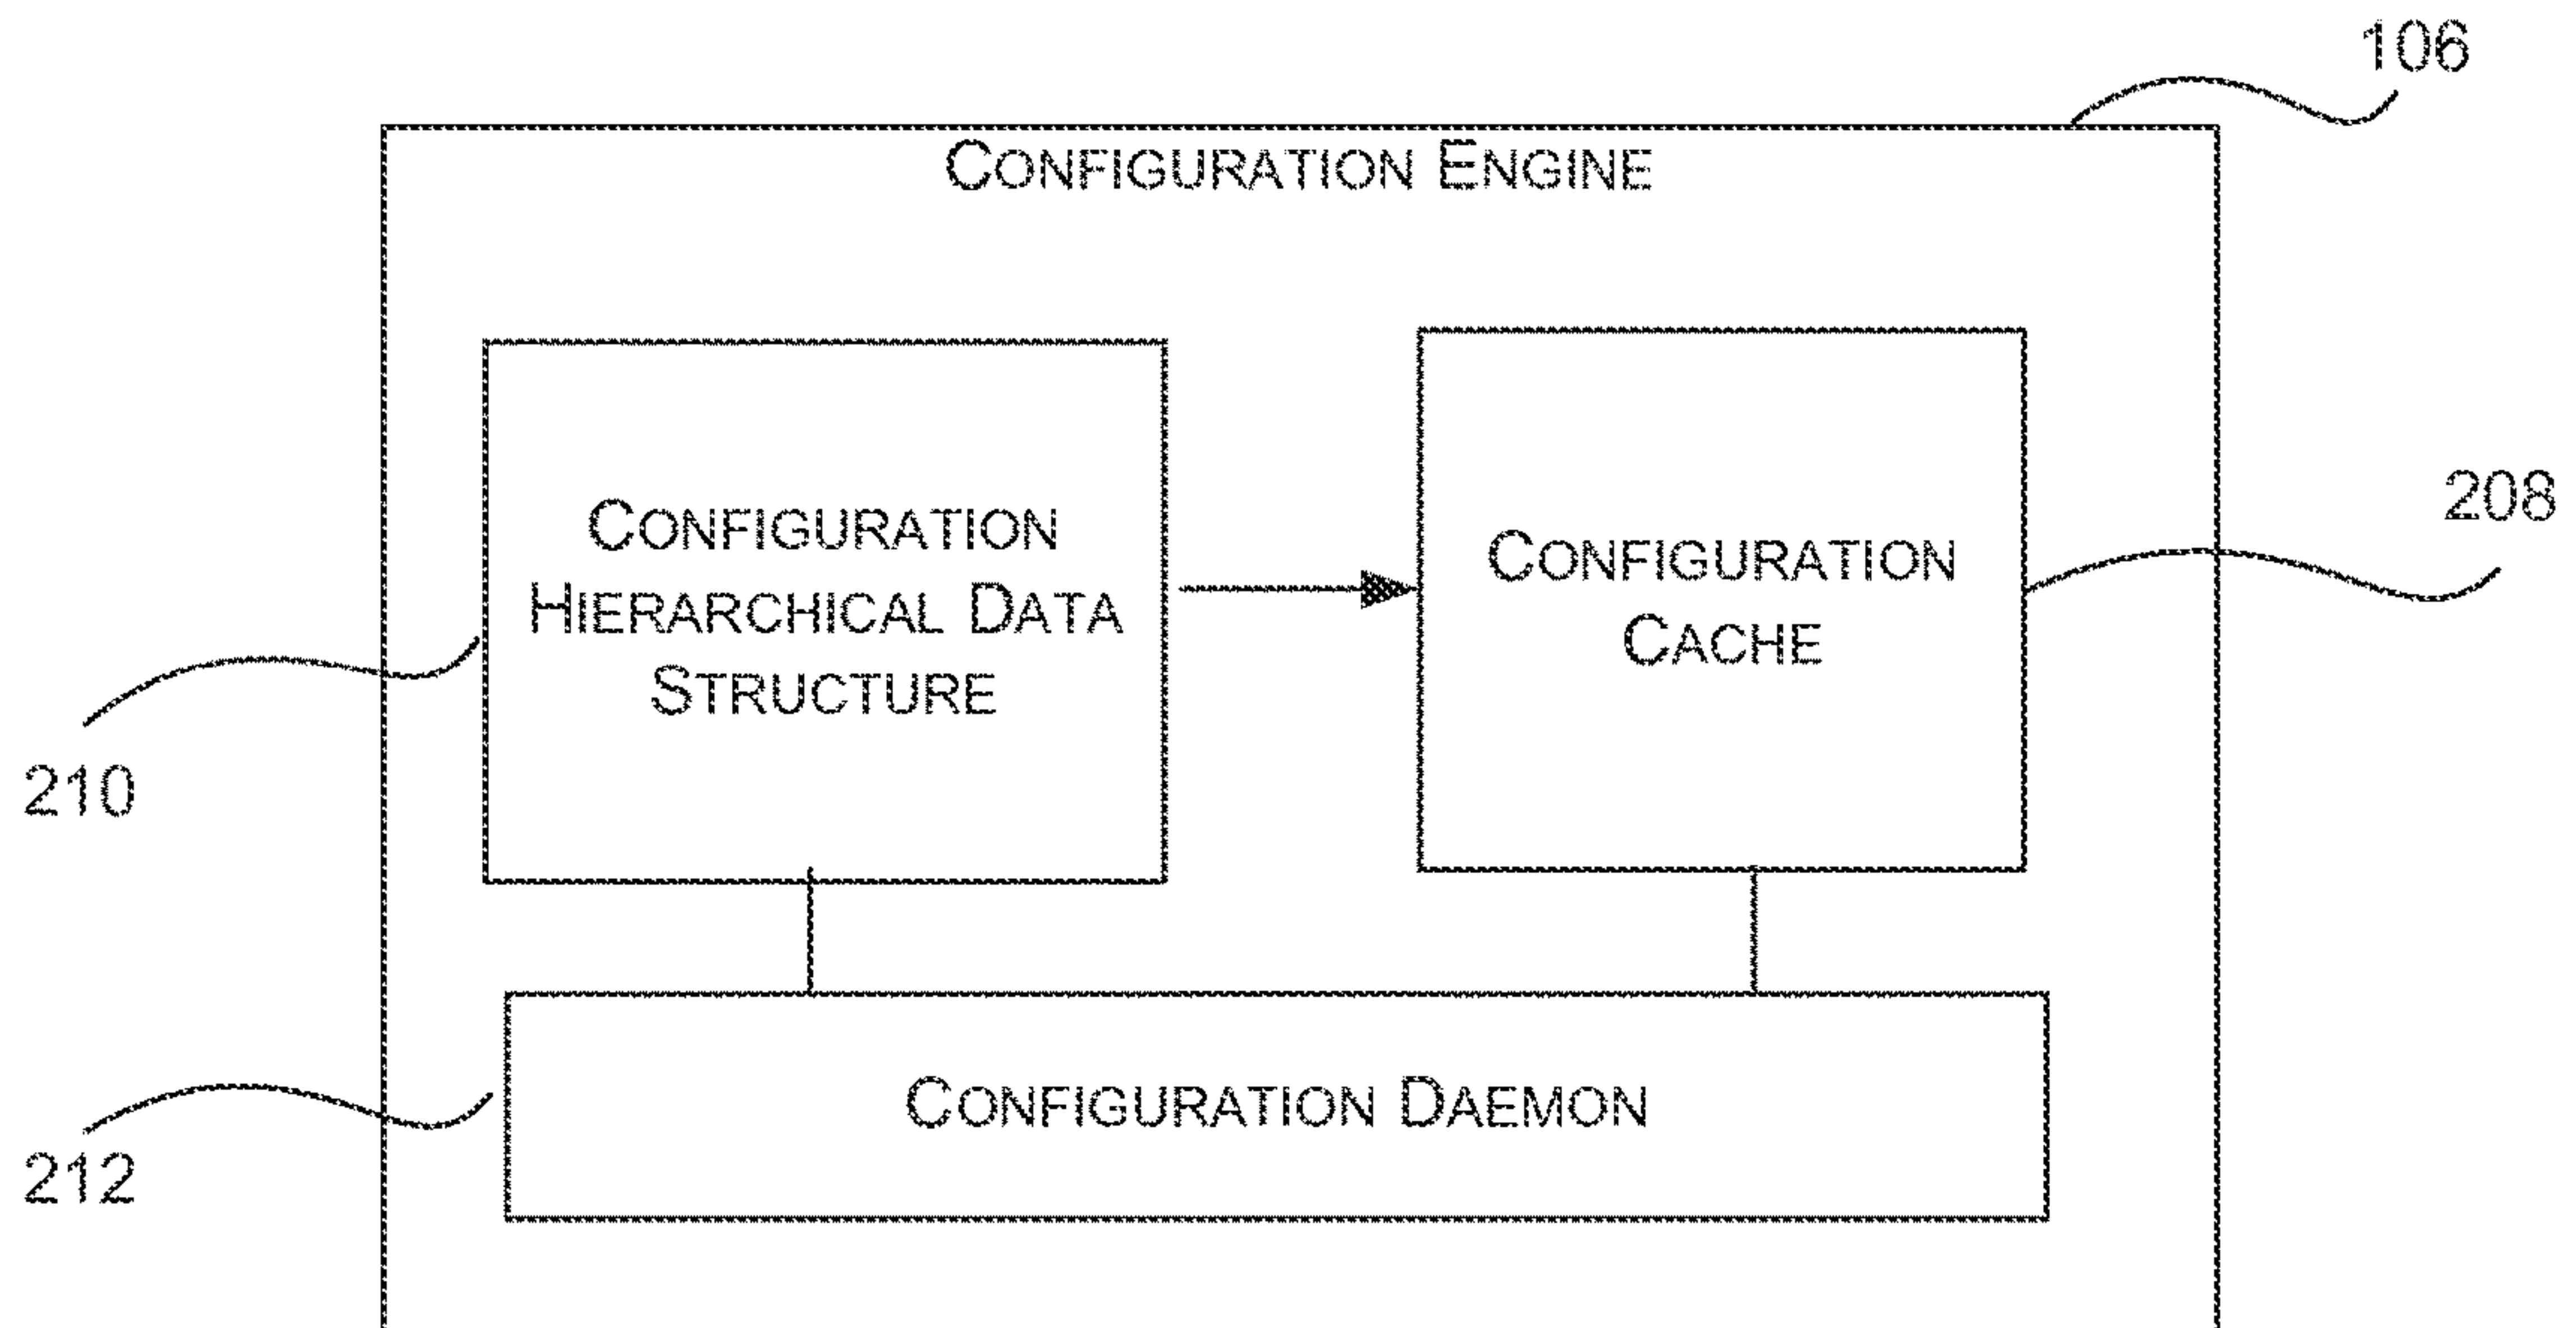 106
CONFIGURATION ENGINE
208
CONFIGURATION
HIERARCHICAL DATA
STRUCTURE
CONFIGURATION
CACHE
210
CONFIGURATION DAEMON
212